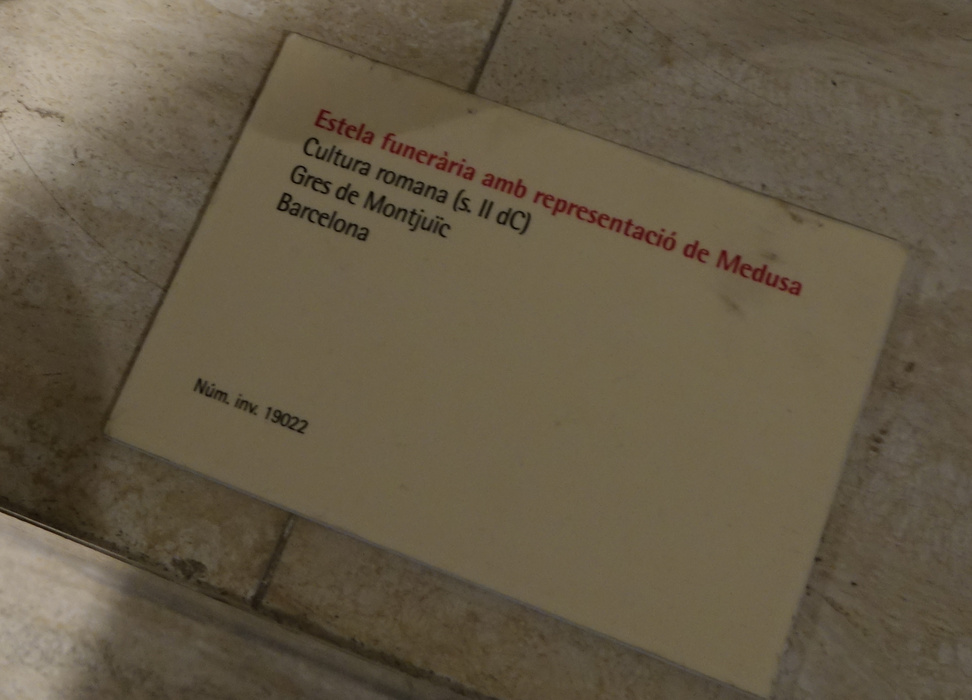 Estela funerària amb representació de Medusa
Cultura romana (s. II dC)
Gres de Montjuïc
Barcelona
Núm. inv. 19022